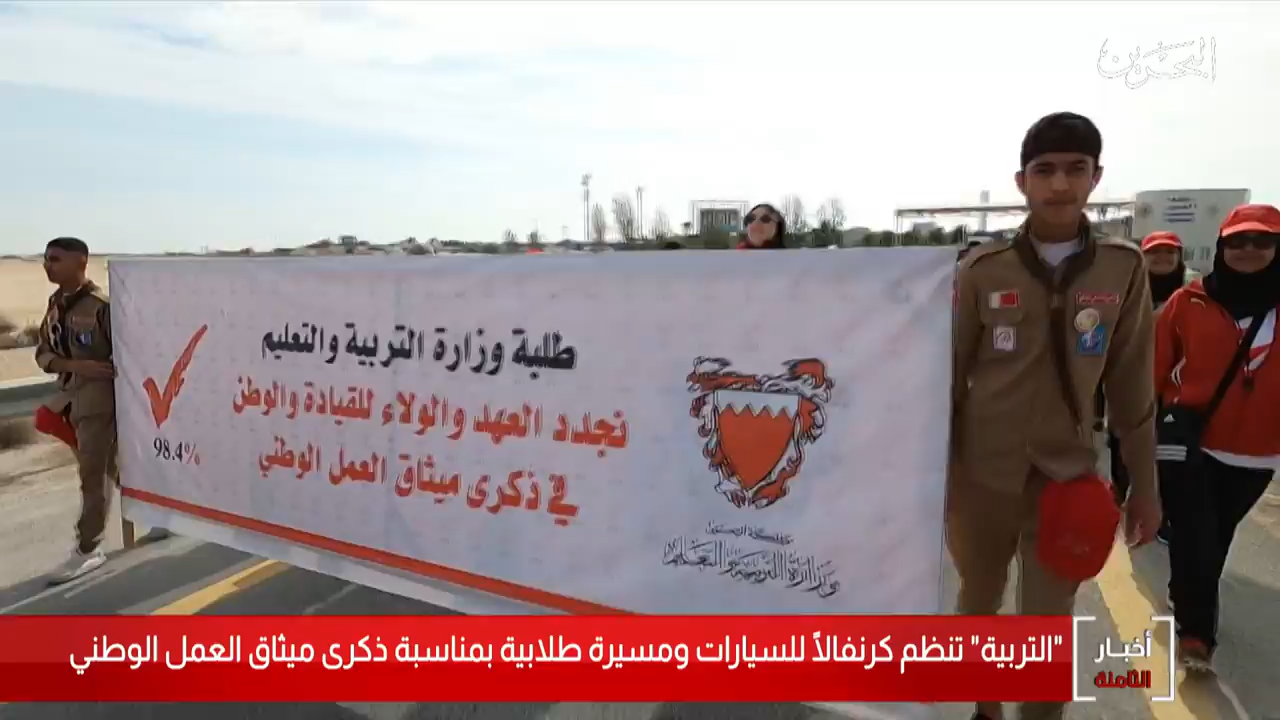 البحرين
طلبة وزارة التربية والتعليم
نجدد العهد والولاء للقيادة والوطن
في ذكرى ميثاق العمل الوطني
98.4%
وزارة التربية والتعليم
"التربية" تنظم كرنفالاً للسيارات ومسيرة طلابية بمناسبة ذكرى ميثاق العمل الوطني
أخبار
الثامنة